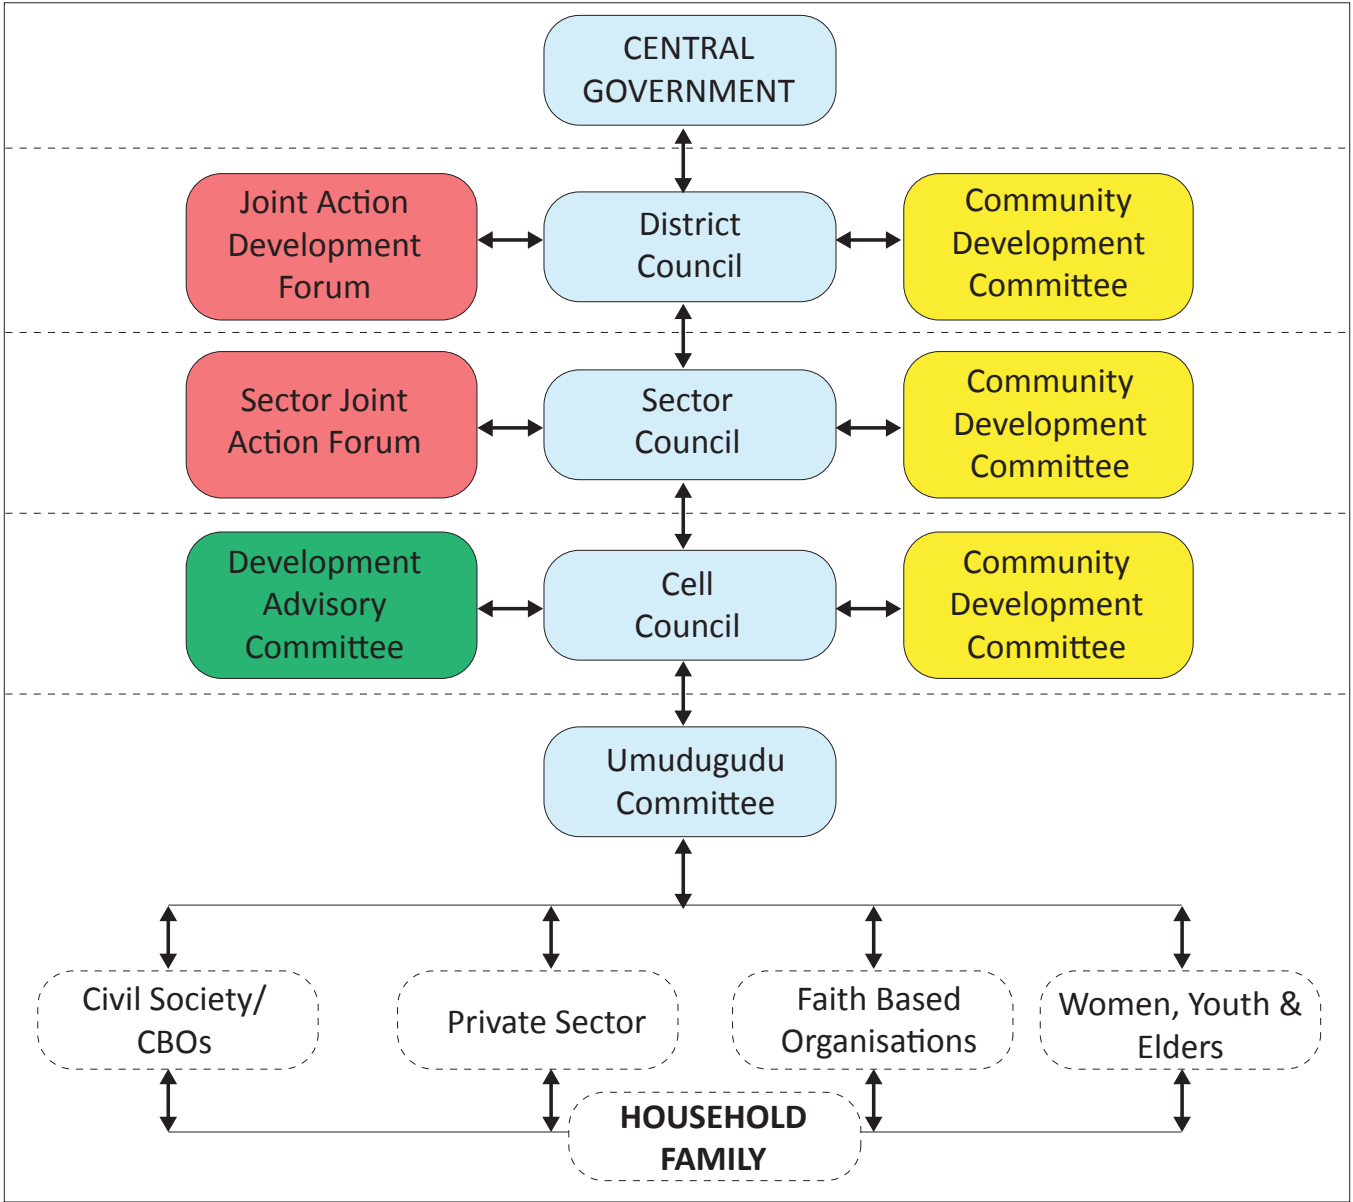 CENTRAL
GOVERNMENT
Joint Action
Development
Forum
District
Council
Community
Development
Committee
Sector Joint
Action Forum
Sector
Council
Community
Development
Committee
Development
Advisory
Committee
Cell
Council
Community
Development
Committee
Umudugudu
Committee
Civil Society/
CBOs
Private Sector
Faith Based
Organisations
Women, Youth &
Elders
HOUSEHOLD
FAMILY